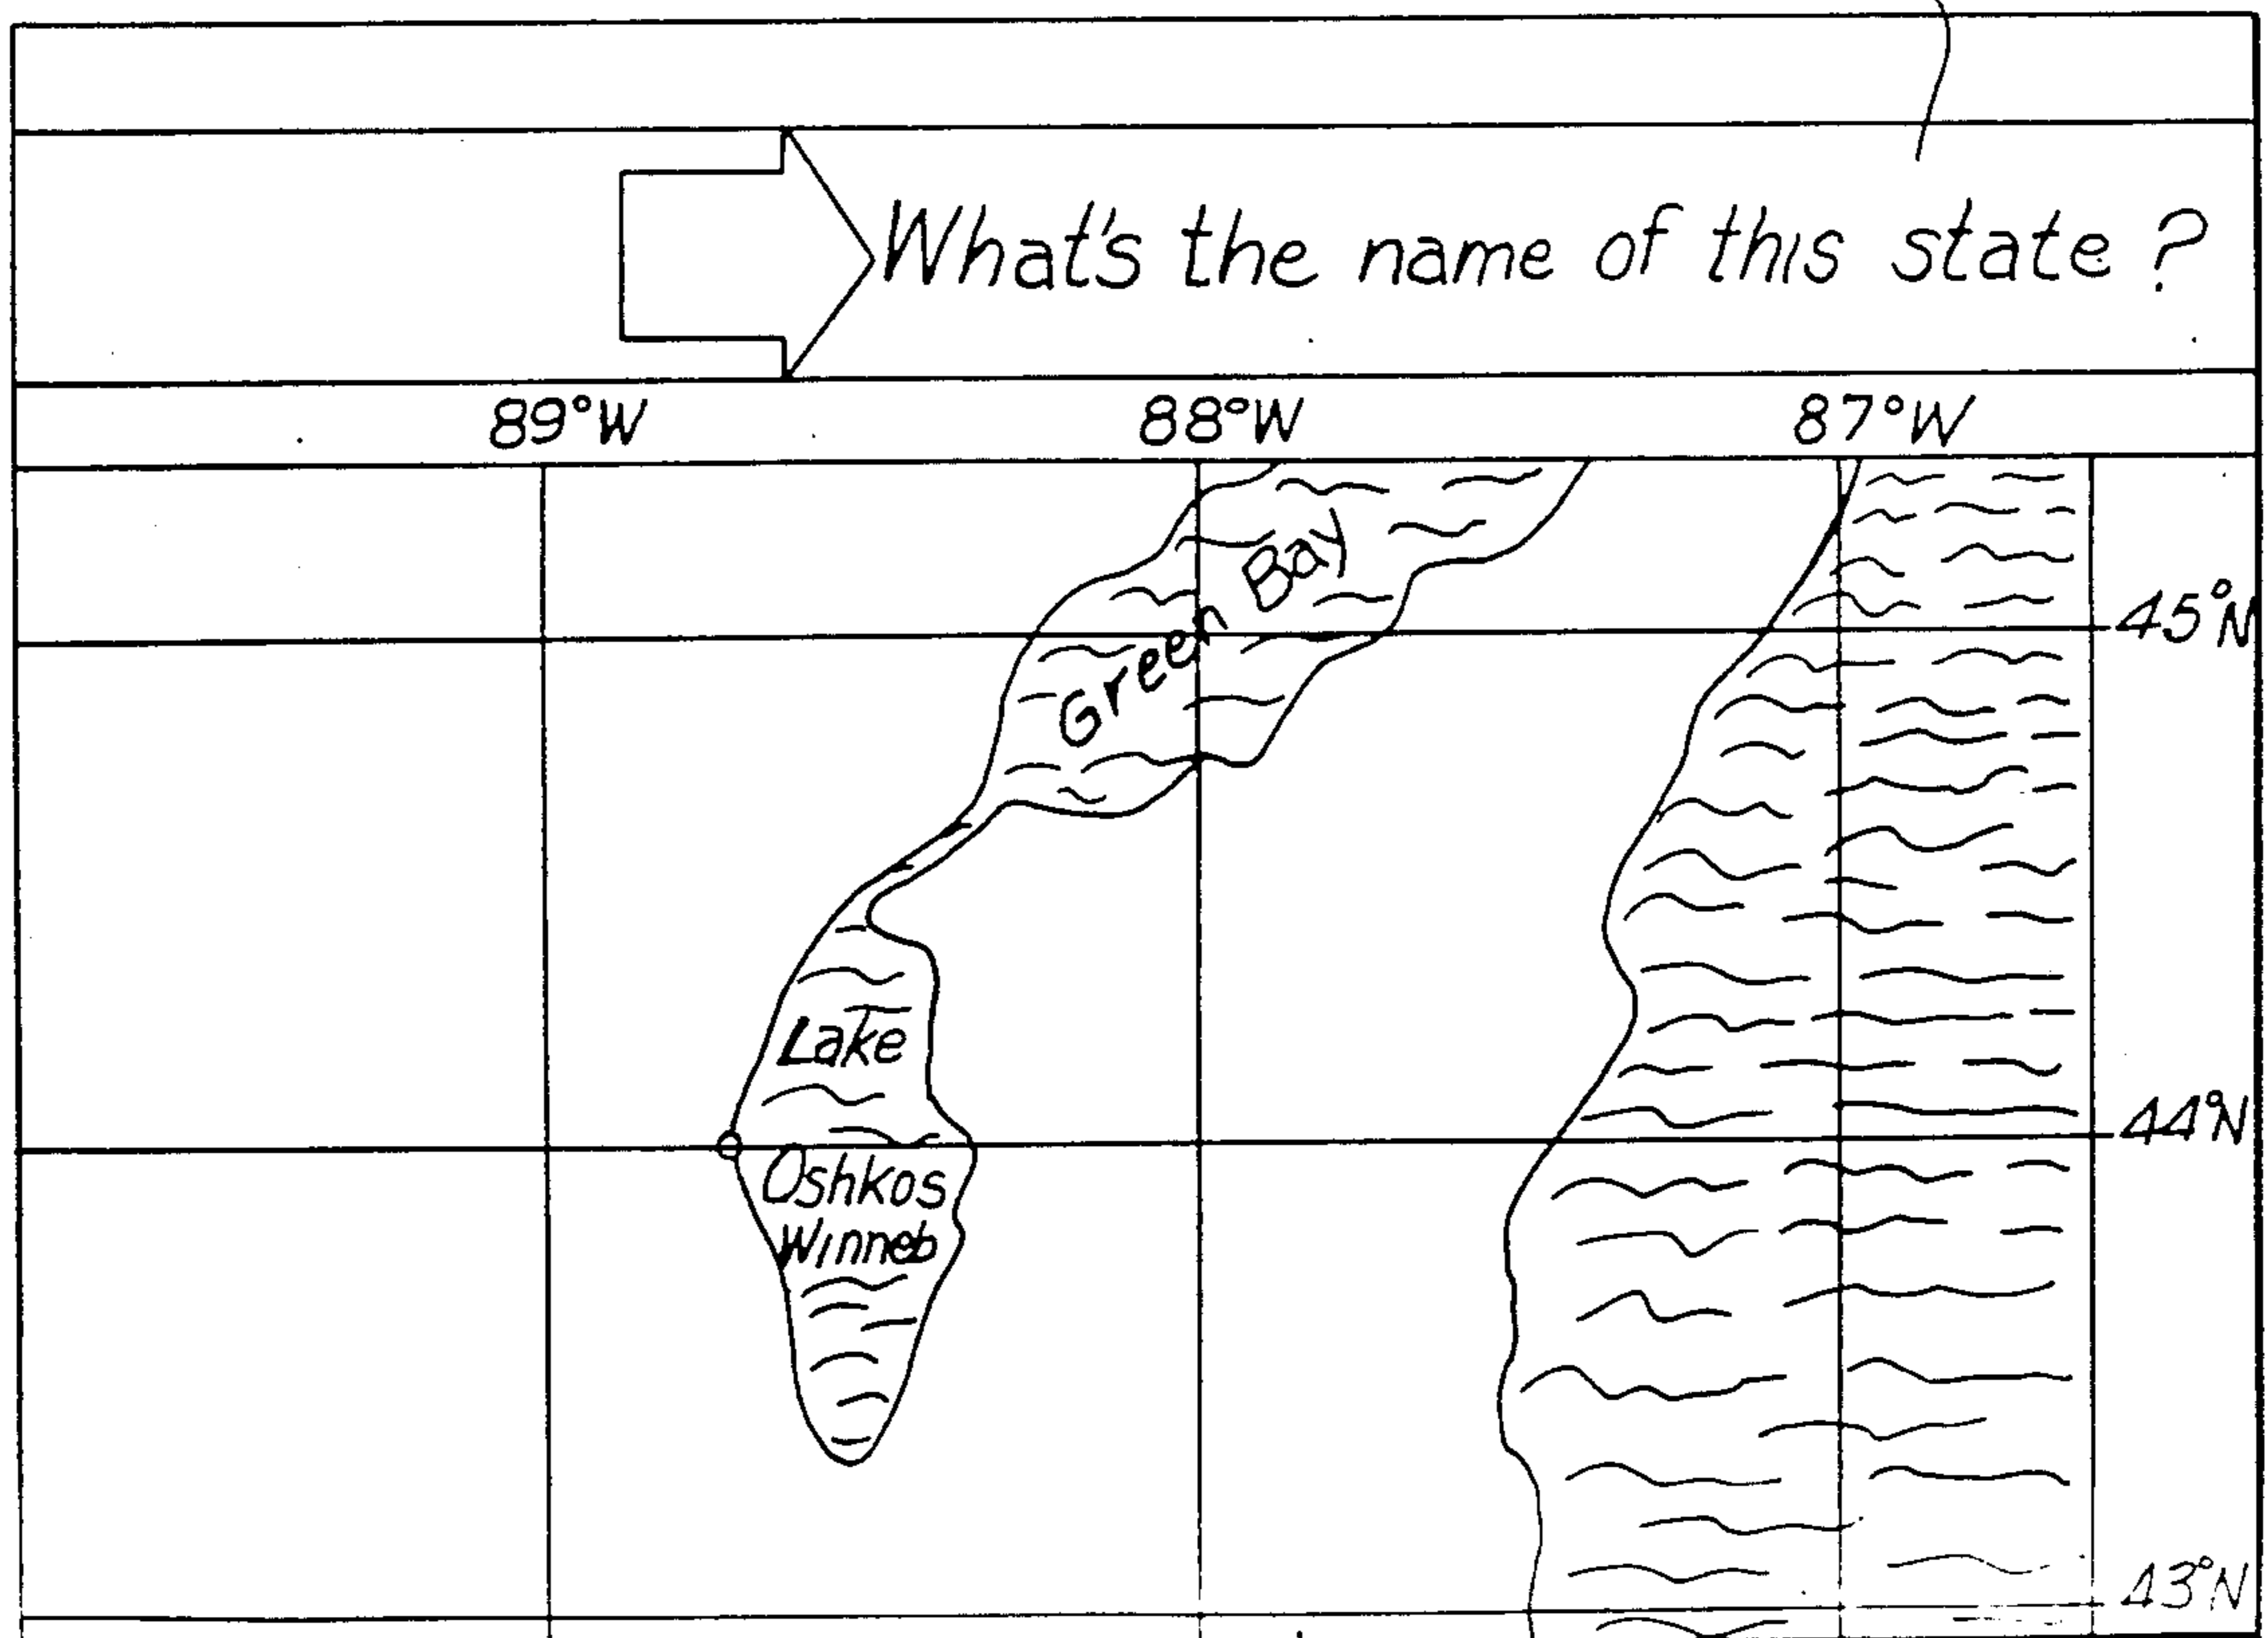 What's the name of this state ?
89°W 88°W 87°W
Green Bay
45°N
Lake
44°N
Oshkos
Winneb
43°N